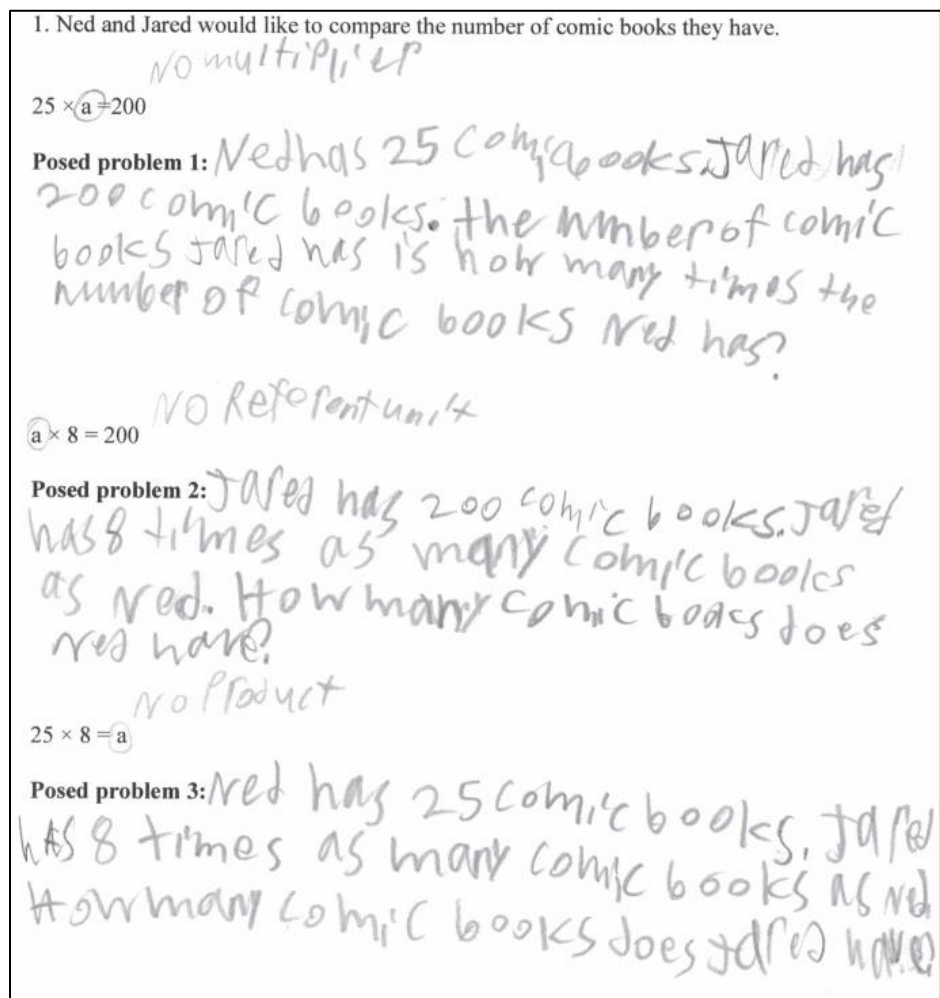 1. Ned and Jared would like to compare the number of comic books they have.
No multiplier
25 × a = 200
Posed problem 1: Ned has 25 Comic books. Jared has
200 comic books. the number of comic
books Jared has is how many times the
number of comic books Ned has?
No Referent unit
a × 8 = 200
Posed problem 2: Jared has 200 comic books. Jared
has 8 times as many comic books
as Ned. How many comic books does
Ned have?
No Product
25 × 8 = a
Posed problem 3: Ned has 25 comic books. Jared
has 8 times as many comic books as Ned.
How many comic books does Jared have?